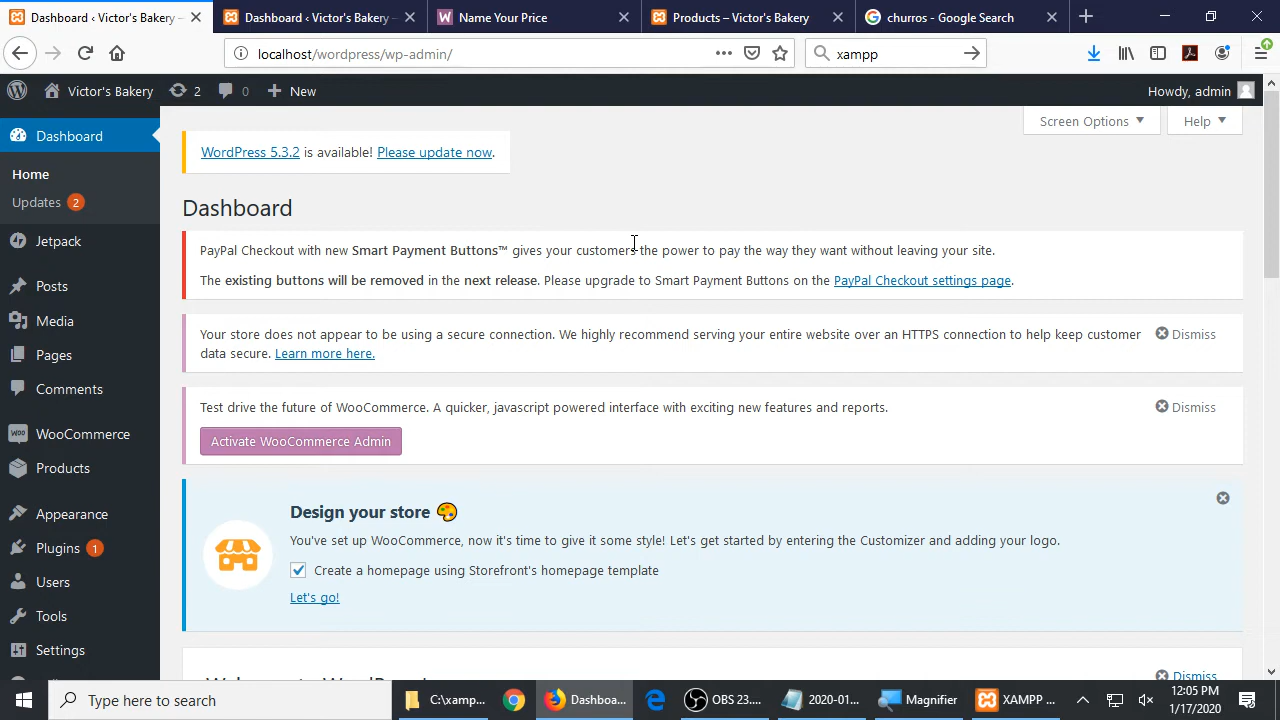 Dashboard ‹ Victor's Bakery –
Dashboard ‹ Victor's Bakery –
Name Your Price
Products – Victor's Bakery
churros - Google Search
localhost/wordpress/wp-admin/
xampp
Victor's Bakery
2
0
New
Howdy, admin
Dashboard
Home
Updates 2
Jetpack
Posts
Media
Pages
Comments
WooCommerce
Products
Appearance
Plugins 1
Users
Tools
Settings
Screen Options
Help
WordPress 5.3.2 is available! Please update now.
Dashboard
PayPal Checkout with new Smart Payment Buttons™ gives your customers the power to pay the way they want without leaving your site.
The existing buttons will be removed in the next release. Please upgrade to Smart Payment Buttons on the PayPal Checkout settings page.
Your store does not appear to be using a secure connection. We highly recommend serving your entire website over an HTTPS connection to help keep customer
data secure. Learn more here.
Dismiss
Test drive the future of WooCommerce. A quicker, javascript powered interface with exciting new features and reports.
Dismiss
Activate WooCommerce Admin
Design your store
You've set up WooCommerce, now it's time to give it some style! Let's get started by entering the Customizer and adding your logo.
Create a homepage using Storefront's homepage template
Let's go!
Dismiss
Type here to search
C:\xamp...
Dashboa...
OBS 23....
2020-01...
Magnifier
XAMPP ...
12:05 PM
1/17/2020